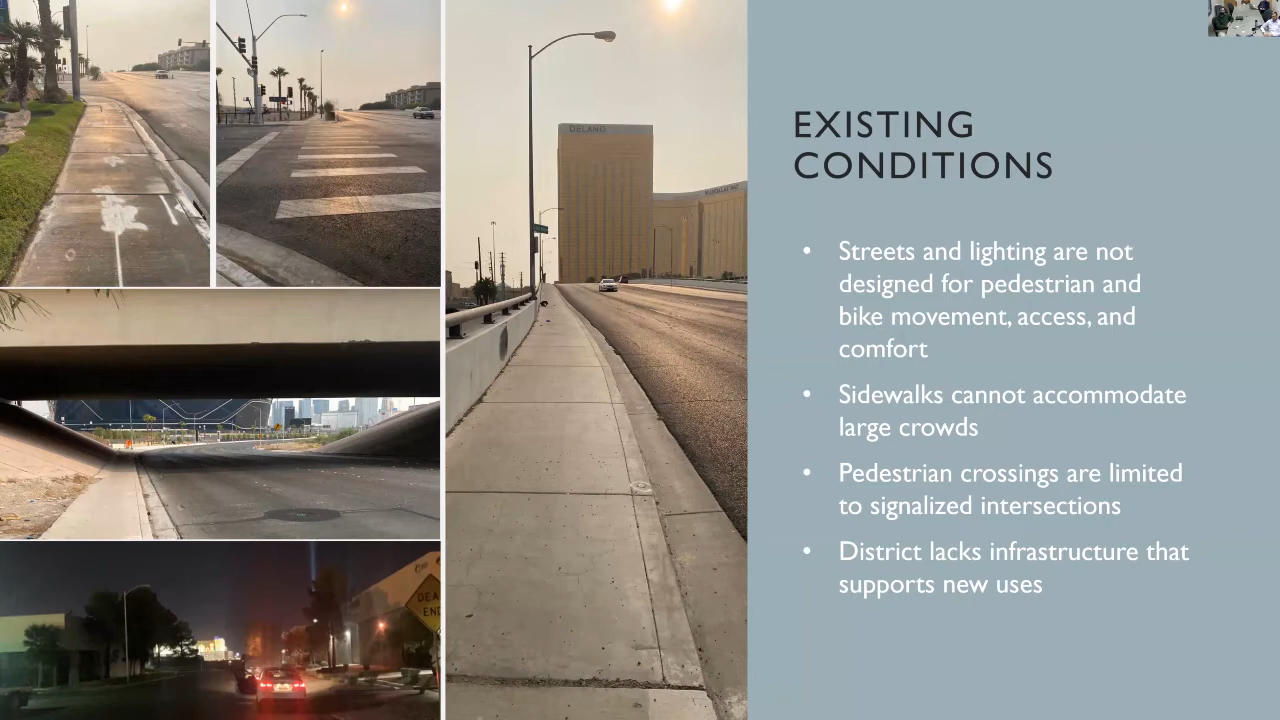 EXISTING
CONDITIONS
• Streets and lighting are not
designed for pedestrian and
bike movement, access, and
comfort
• Sidewalks cannot accommodate
large crowds
• Pedestrian crossings are limited
to signalized intersections
• District lacks infrastructure that
supports new uses
DELANO
DEAD
END